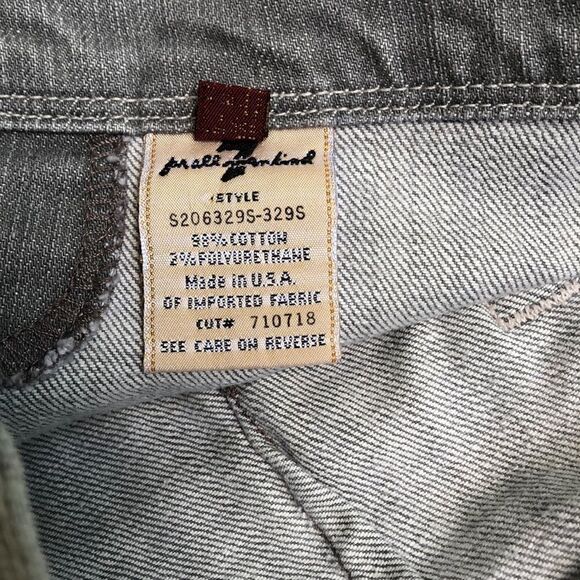 7
for all mankind
STYLE
S206329S-329S
98% COTTON
2% POLYURETHANE
Made in U.S.A.
OF IMPORTED FABRIC
CUT# 710718
SEE CARE ON REVERSE